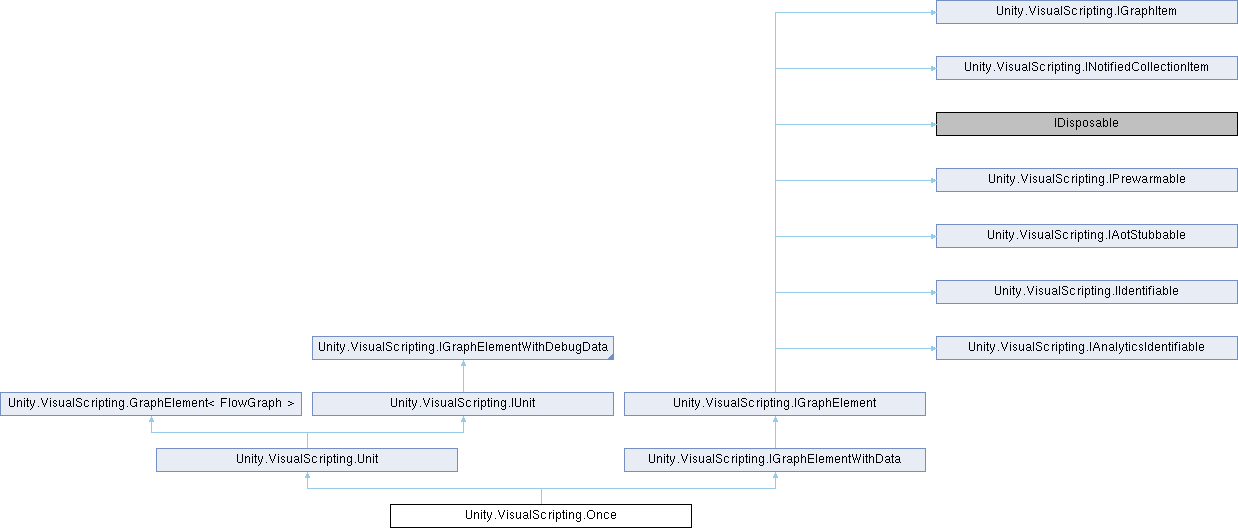 Unity.VisualScripting.IGraphItem
Unity.VisualScripting.INotifiedCollectionItem
IDisposable
Unity.VisualScripting.IPrewarmable
Unity.VisualScripting.IAotStubbable
Unity.VisualScripting.IIdentifiable
Unity.VisualScripting.IGraphElementWithDebugData
Unity.VisualScripting.IAnalyticsIdentifiable
Unity.VisualScripting.GraphElement< FlowGraph >
Unity.VisualScripting.IUnit
Unity.VisualScripting.IGraphElement
Unity.VisualScripting.Unit
Unity.VisualScripting.IGraphElementWithData
Unity.VisualScripting.Once